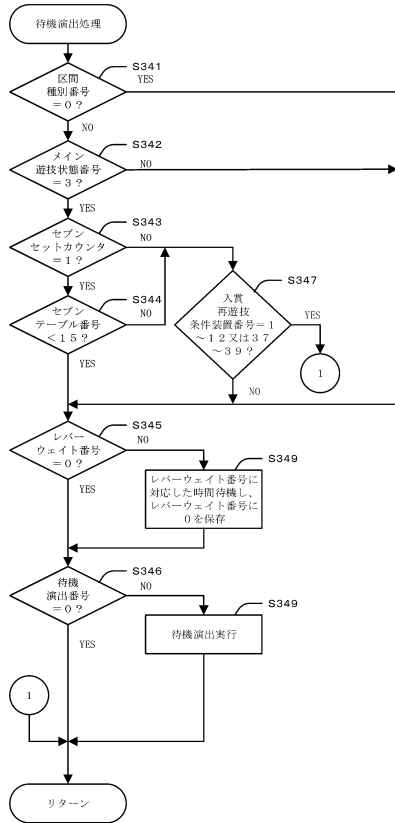 待機演出処理
S341
区間
種別番号
＝０？
YES
NO
S342
メイン
遊技状態番号
＝３？
NO
YES
S343
セブン
セットカウンタ
＝１？
NO
YES
S344
セブン
テーブル番号
＜１５？
NO
YES
S347
入賞
再遊技
条件装置番号＝１
～１２又は３７
～３９？
YES
NO
1
S345
レバー
ウェイト番号
＝０？
NO
YES
S349
レバーウェイト番号に
対応した時間待機し、
レバーウェイト番号に
０を保存
S346
待機
演出番号
＝０？
NO
YES
S349
待機演出実行
1
リターン